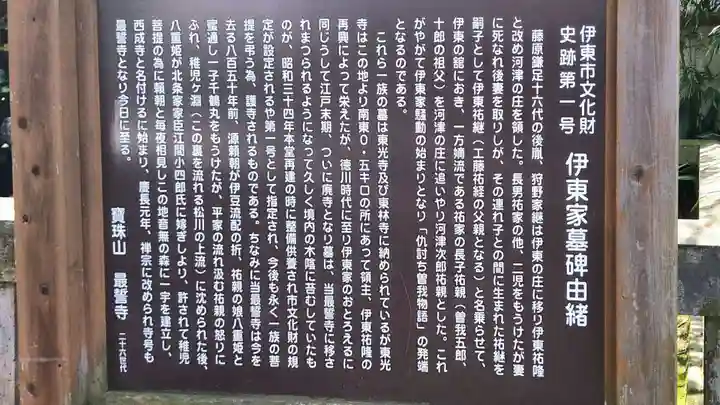 伊東市文化財
史跡第一号 伊東家墓碑由緒
藤原鎌足十六代の後胤、狩野家継は伊東の庄に移り伊東祐隆
と改め河津の庄を領した。長男祐家の他、二児をもうけたが妻
に死なれ後妻を取りしが、その連れ子との間に生まれた祐継を
嗣子として伊東祐継（工藤祐経の父親となる）と名乗らせて、
伊東の舘におき、一方嫡流である祐家の長子祐親（曽我五郎、
十郎の祖父）を河津の庄に追いやり河津次郎祐親とした。これ
がやがて伊東家騒動の始まりとなり「仇討ち曽我物語」の発端
となるのである。
これら一族の墓は東光寺及び東林寺に納められているが東光
寺はこの地より南東〇・五キロの所にあって領主、伊東祐隆の
再興によって栄えたが、徳川時代に至り伊東家のおとろえるに
同じうして江戸末期、ついに廃寺となり墓は、当最誓寺に移さ
れまつられるようになって久しく境内の木陰に苔むしていたも
のが、昭和三十四年本堂再建の時に整備供養され市文化財の規
定が設定されるや第一号として指定され、今後も永く一族の菩
提を弔う為、護寺されるものである。ちなみに当最誓寺は今を
去る八百五十年前、源頼朝が伊豆流配の折、祐親の娘八重姫と
蜜通し一子千鶴丸をもうけたが、平家の流れ汲む祐親の怒りに
ふれ、稚児ヶ淵（この裏を流れる松川の上流）に沈められた後、
八重姫が北条家家臣江間小四郎氏に嫁ぎしより、許されて稚児
菩提の為に頼朝と毎夜相見しこの地音無の森に一宇を建立し、
西成寺と名付けるに始まり、慶長元年、禅宗に改められ寺号も
最誓寺となり今日に至る。
寶珠山 最誓寺 二十六世代